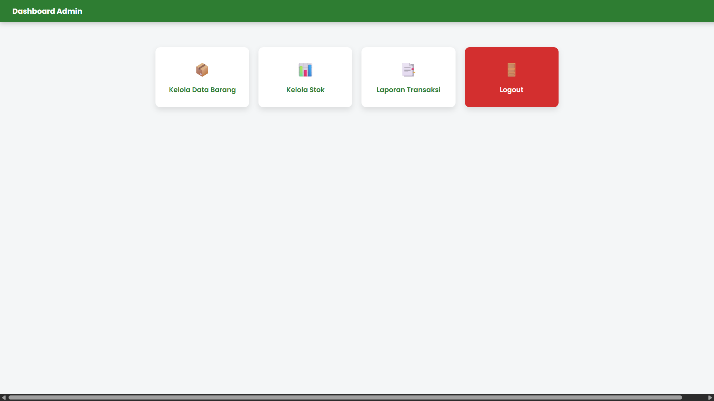 Dashboard Admin
Kelola Data Barang
Kelola Stok
Laporan Transaksi
Logout